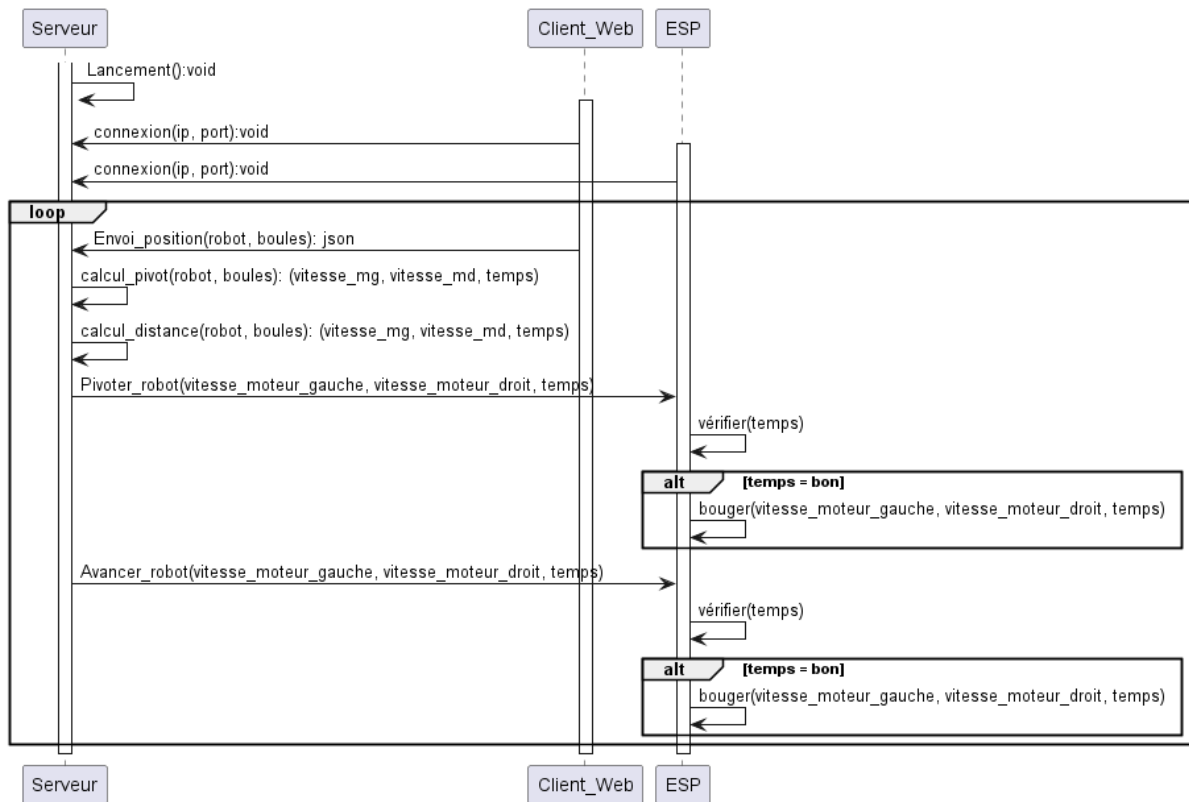 Serveur Client_Web ESP
Lancement():void
connexion(ip, port):void
connexion(ip, port):void
loop
Envoi_position(robot, boules): json
calcul_pivot(robot, boules): (vitesse_mg, vitesse_md, temps)
calcul_distance(robot, boules): (vitesse_mg, vitesse_md, temps)
Pivoter_robot(vitesse_moteur_gauche, vitesse_moteur_droit, temps)
vérifier(temps)
alt [temps = bon]
bouger(vitesse_moteur_gauche, vitesse_moteur_droit, temps)
Avancer_robot(vitesse_moteur_gauche, vitesse_moteur_droit, temps)
vérifier(temps)
alt [temps = bon]
bouger(vitesse_moteur_gauche, vitesse_moteur_droit, temps)
Serveur Client_Web ESP